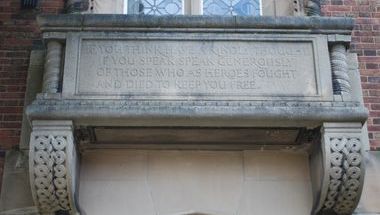 IF YOU THINK HAVE A KINDLY THOUGHT
IF YOU SPEAK SPEAK GENEROUSLY
OF THOSE WHO AS HEROES FOUGHT
AND DIED TO KEEP YOU FREE